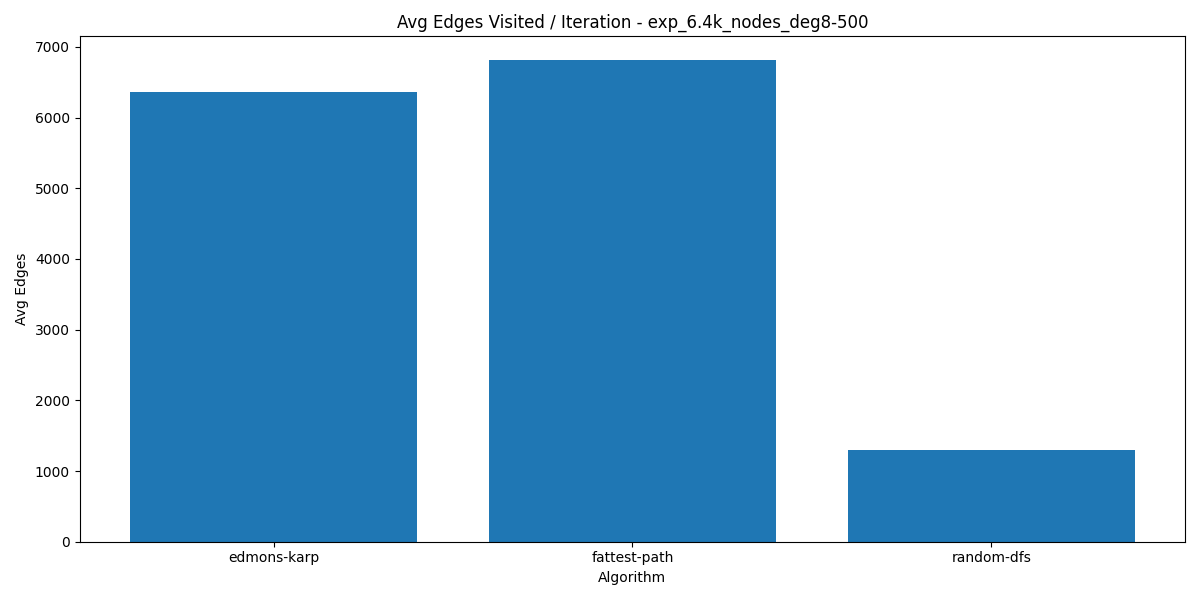 Avg Edges Visited / Iteration - exp_6.4k_nodes_deg8-500
7000
6000
5000
4000
3000
2000
1000
0
Avg Edges
edmons-karp
fattest-path
random-dfs
Algorithm